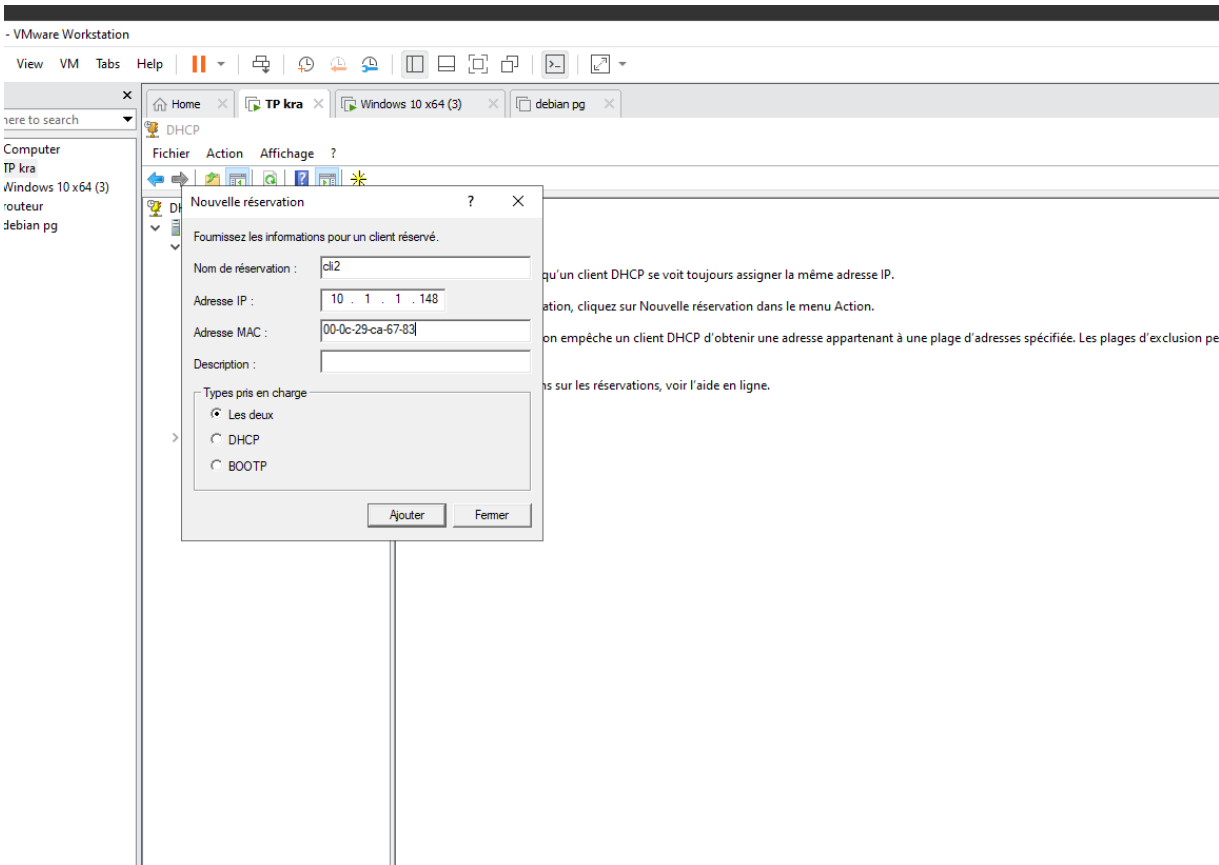 - VMware Workstation
View VM Tabs Help
Home TP kra Windows 10 x64 (3) debian pg
here to search
DHCP
Computer
TP kra
Windows 10 x64 (3)
routeur
debian pg
Fichier Action Affichage ?
Nouvelle réservation ?
Fournissez les informations pour un client réservé.
Nom de réservation : cli2
Adresse IP : 10 . 1 . 1 . 148
Adresse MAC : 00-0c-29-ca-67-83
Description :
Types pris en charge
Les deux
DHCP
BOOTP
Ajouter Fermer
qu'un client DHCP se voit toujours assigner la même adresse IP.
ation, cliquez sur Nouvelle réservation dans le menu Action.
on empêche un client DHCP d'obtenir une adresse appartenant à une plage d'adresses spécifiée. Les plages d'exclusion pe
ns sur les réservations, voir l'aide en ligne.